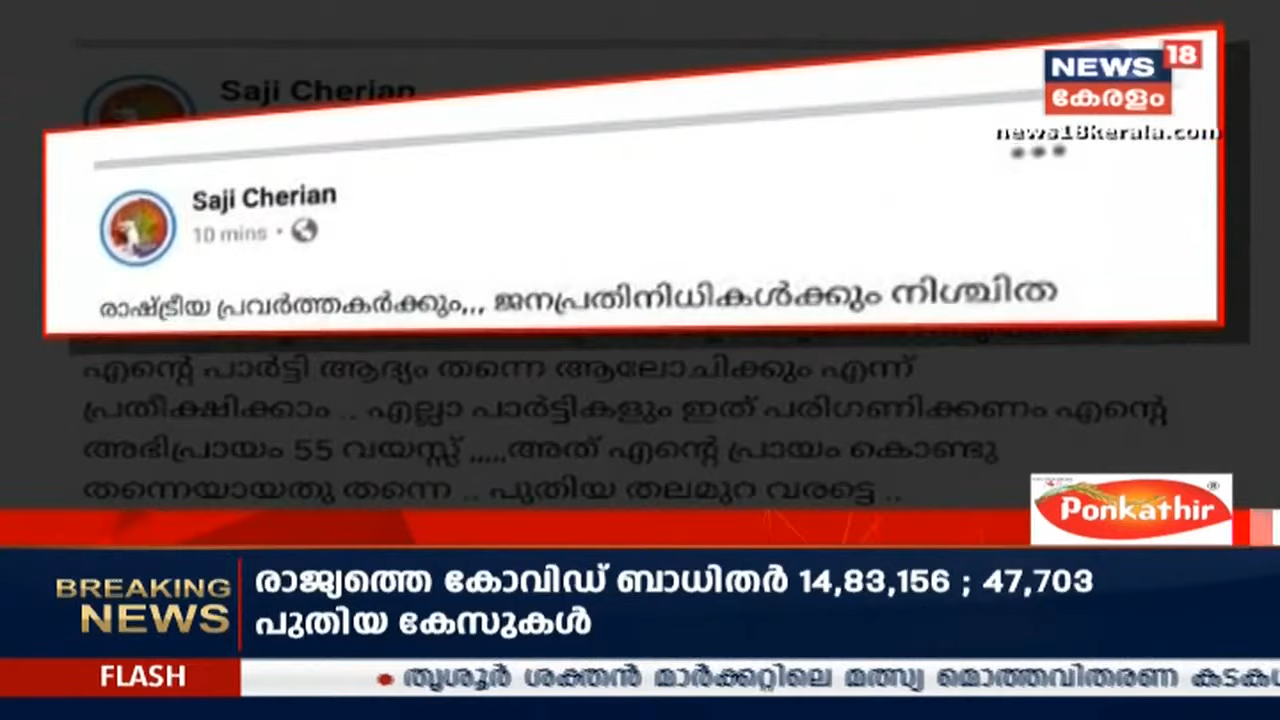 Saji Cherian
NEWS 18
കേരളം
news18kerala.com
Saji Cherian
10 mins
രാഷ്ട്രീയ പ്രവർത്തകർക്കും,,, ജനപ്രതിനിധികൾക്കും നിശ്ചിത
എന്റെ പാർട്ടി ആദ്യം തന്നെ ആലോചിക്കും എന്ന്
പ്രതീക്ഷിക്കാം .. എല്ലാ പാർട്ടികളും ഇത് പരിഗണിക്കണം എന്റെ
അഭിപ്രായം 55 വയസ്സ് ,,,,,അത് എന്റെ പ്രായം കൊണ്ടു
തന്നെയായതു തന്നെ .. പുതിയ തലമുറ വരട്ടെ ..
Ponkathir
BREAKING
NEWS
രാജ്യത്തെ കോവിഡ് ബാധിതർ 14,83,156 ; 47,703
പുതിയ കേസുകൾ
FLASH
തൃശൂർ ശക്തൻ മാർക്കറ്റിലെ മത്സ്യ മൊത്തവിതരണ